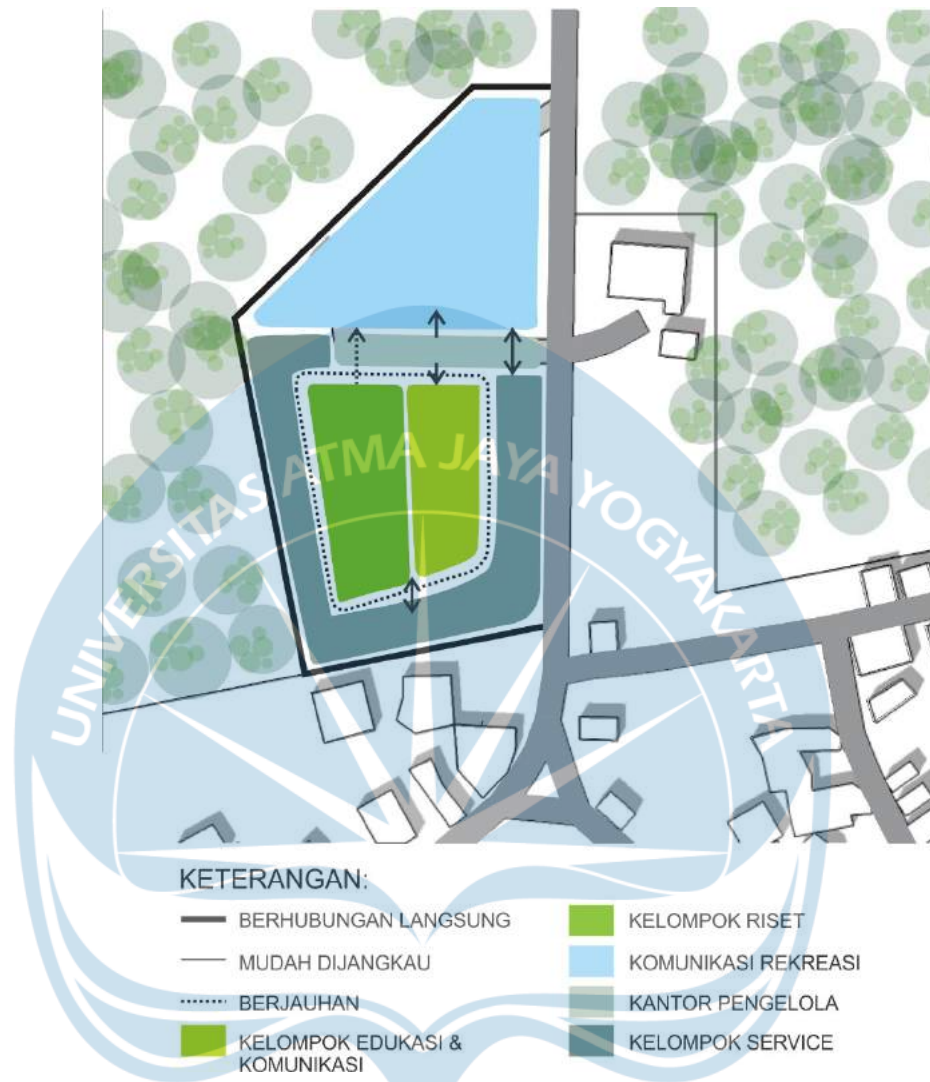 UNIVERSITAS ATMA JAYA YOGYAKARTA
KETERANGAN:
BERHUBUNGAN LANGSUNG
MUDAH DIJANGKAU
BERJAUHAN
KELOMPOK EDUKASI &
KOMUNIKASI
KELOMPOK RISET
KOMUNIKASI REKREASI
KANTOR PENGELOLA
KELOMPOK SERVICE